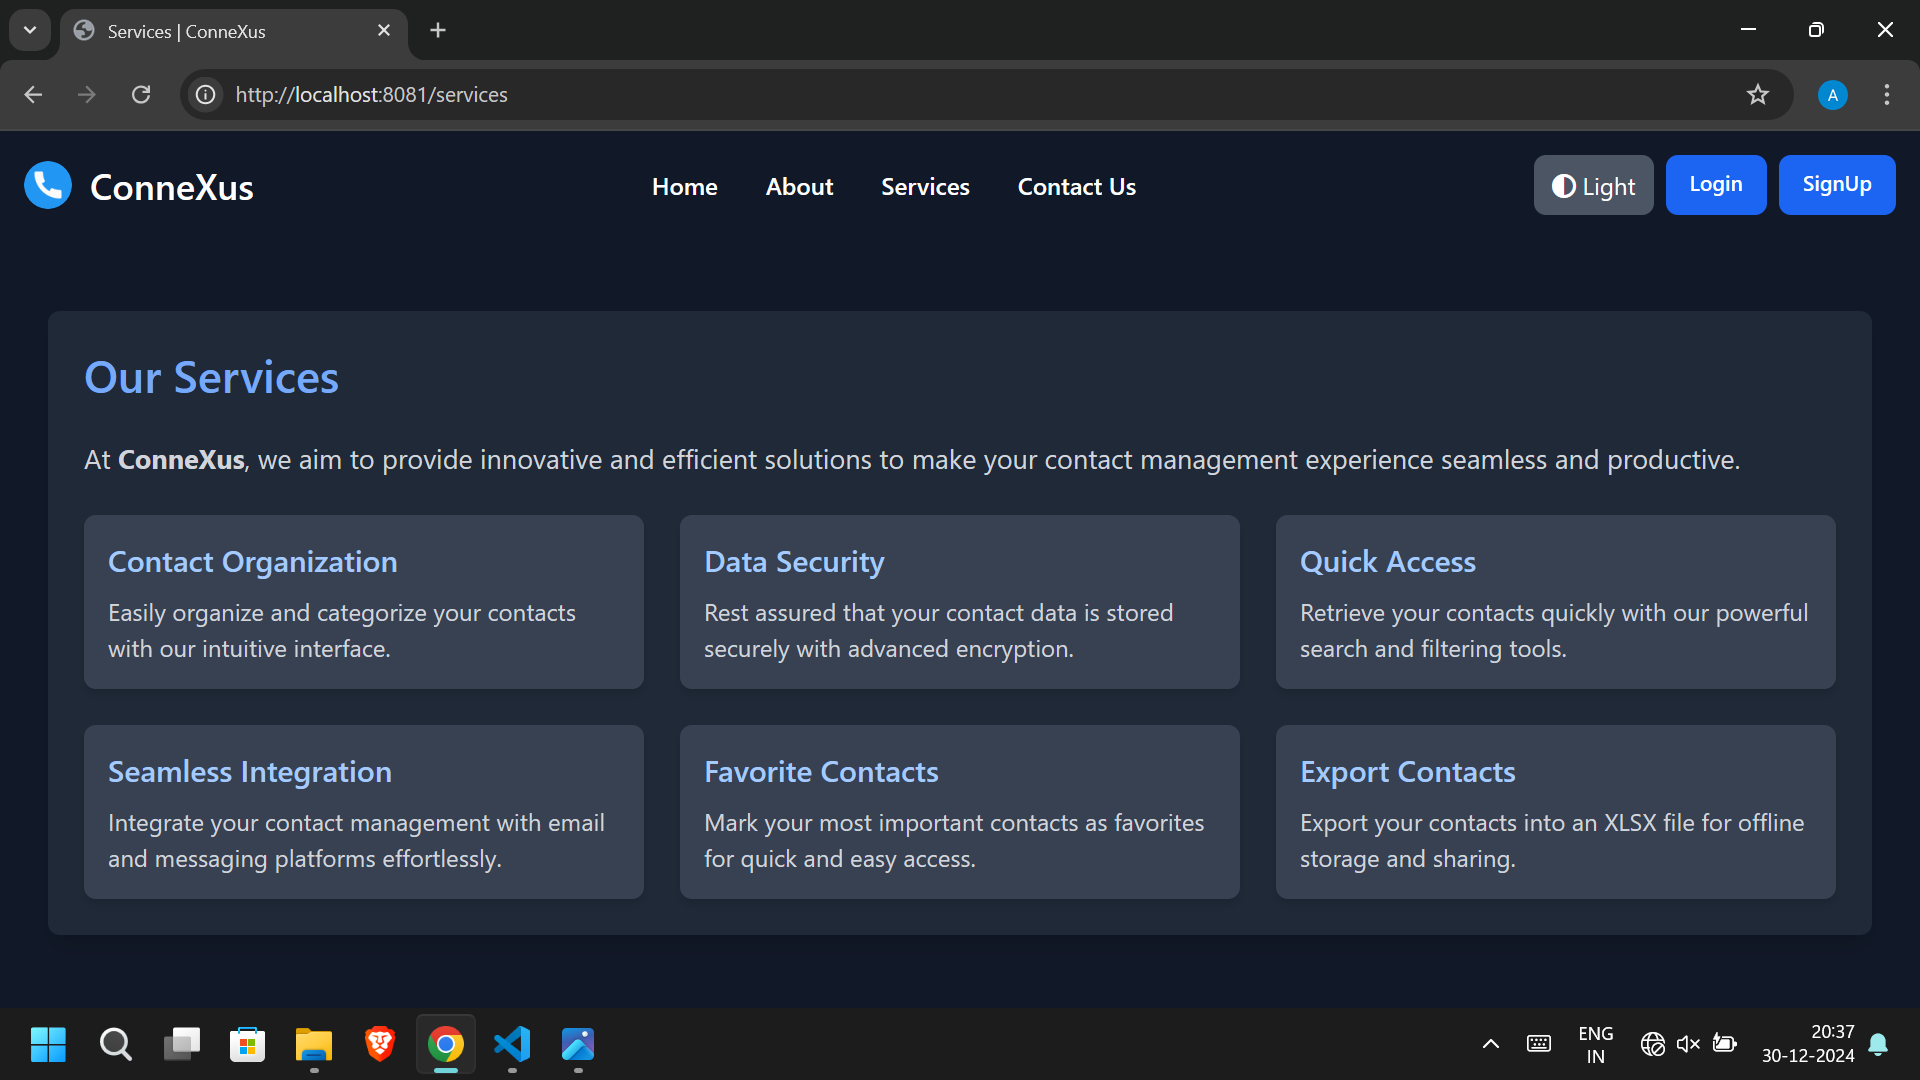 Services | ConneXus
http://localhost:8081/services
A
ConneXus
Home
About
Services
Contact Us
Light
Login
SignUp
Our Services
At ConneXus, we aim to provide innovative and efficient solutions to make your contact management experience seamless and productive.
Contact Organization
Easily organize and categorize your contacts
with our intuitive interface.
Data Security
Rest assured that your contact data is stored
securely with advanced encryption.
Quick Access
Retrieve your contacts quickly with our powerful
search and filtering tools.
Seamless Integration
Integrate your contact management with email
and messaging platforms effortlessly.
Favorite Contacts
Mark your most important contacts as favorites
for quick and easy access.
Export Contacts
Export your contacts into an XLSX file for offline
storage and sharing.
ENG
IN
20:37
30-12-2024